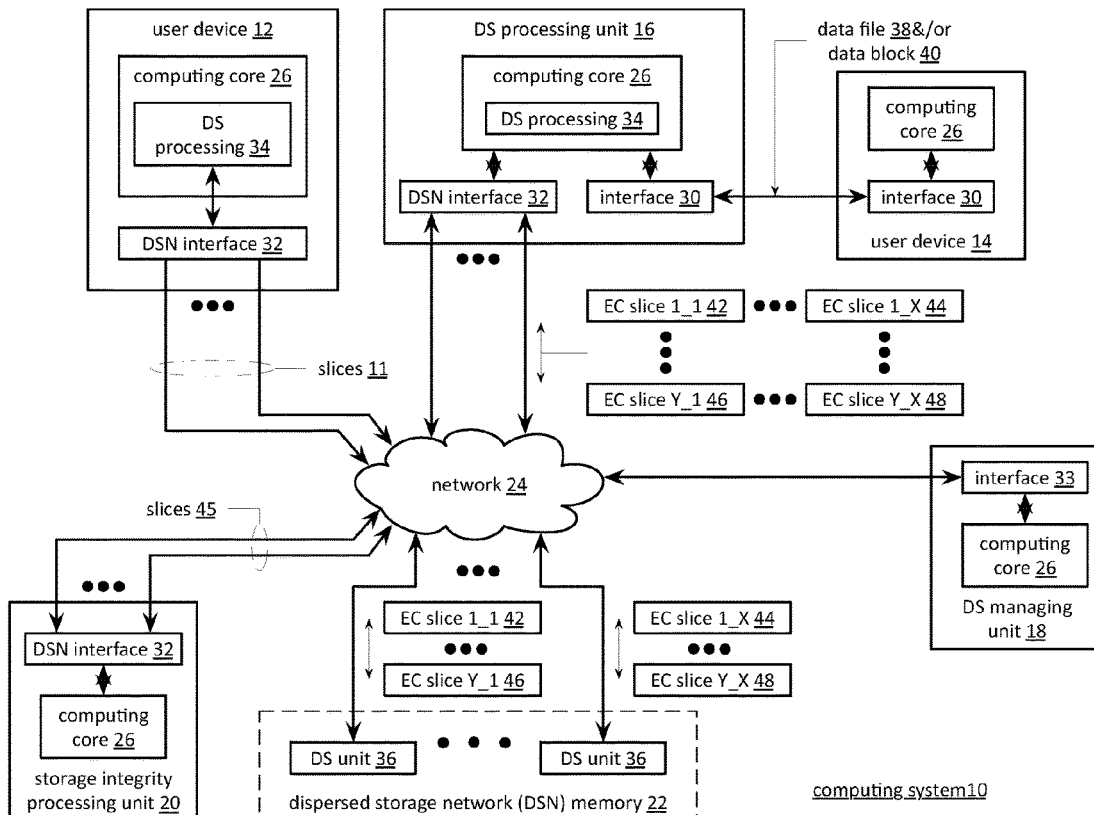 user device 12
computing core 26
DS
processing 34
DSN interface 32
DS processing unit 16
computing core 26
DS processing 34
DSN interface 32
interface 30
data file 38&/or
data block 40
computing
core 26
interface 30
user device 14
slices 11
EC slice 1_1 42
EC slice 1_X 44
EC slice Y_1 46
EC slice Y_X 48
network 24
interface 33
computing
core 26
DS managing
unit 18
slices 45
DSN interface 32
computing
core 26
storage integrity
processing unit 20
EC slice 1_1 42
EC slice 1_X 44
EC slice Y_1 46
EC slice Y_X 48
DS unit 36
DS unit 36
dispersed storage network (DSN) memory 22
computing system10